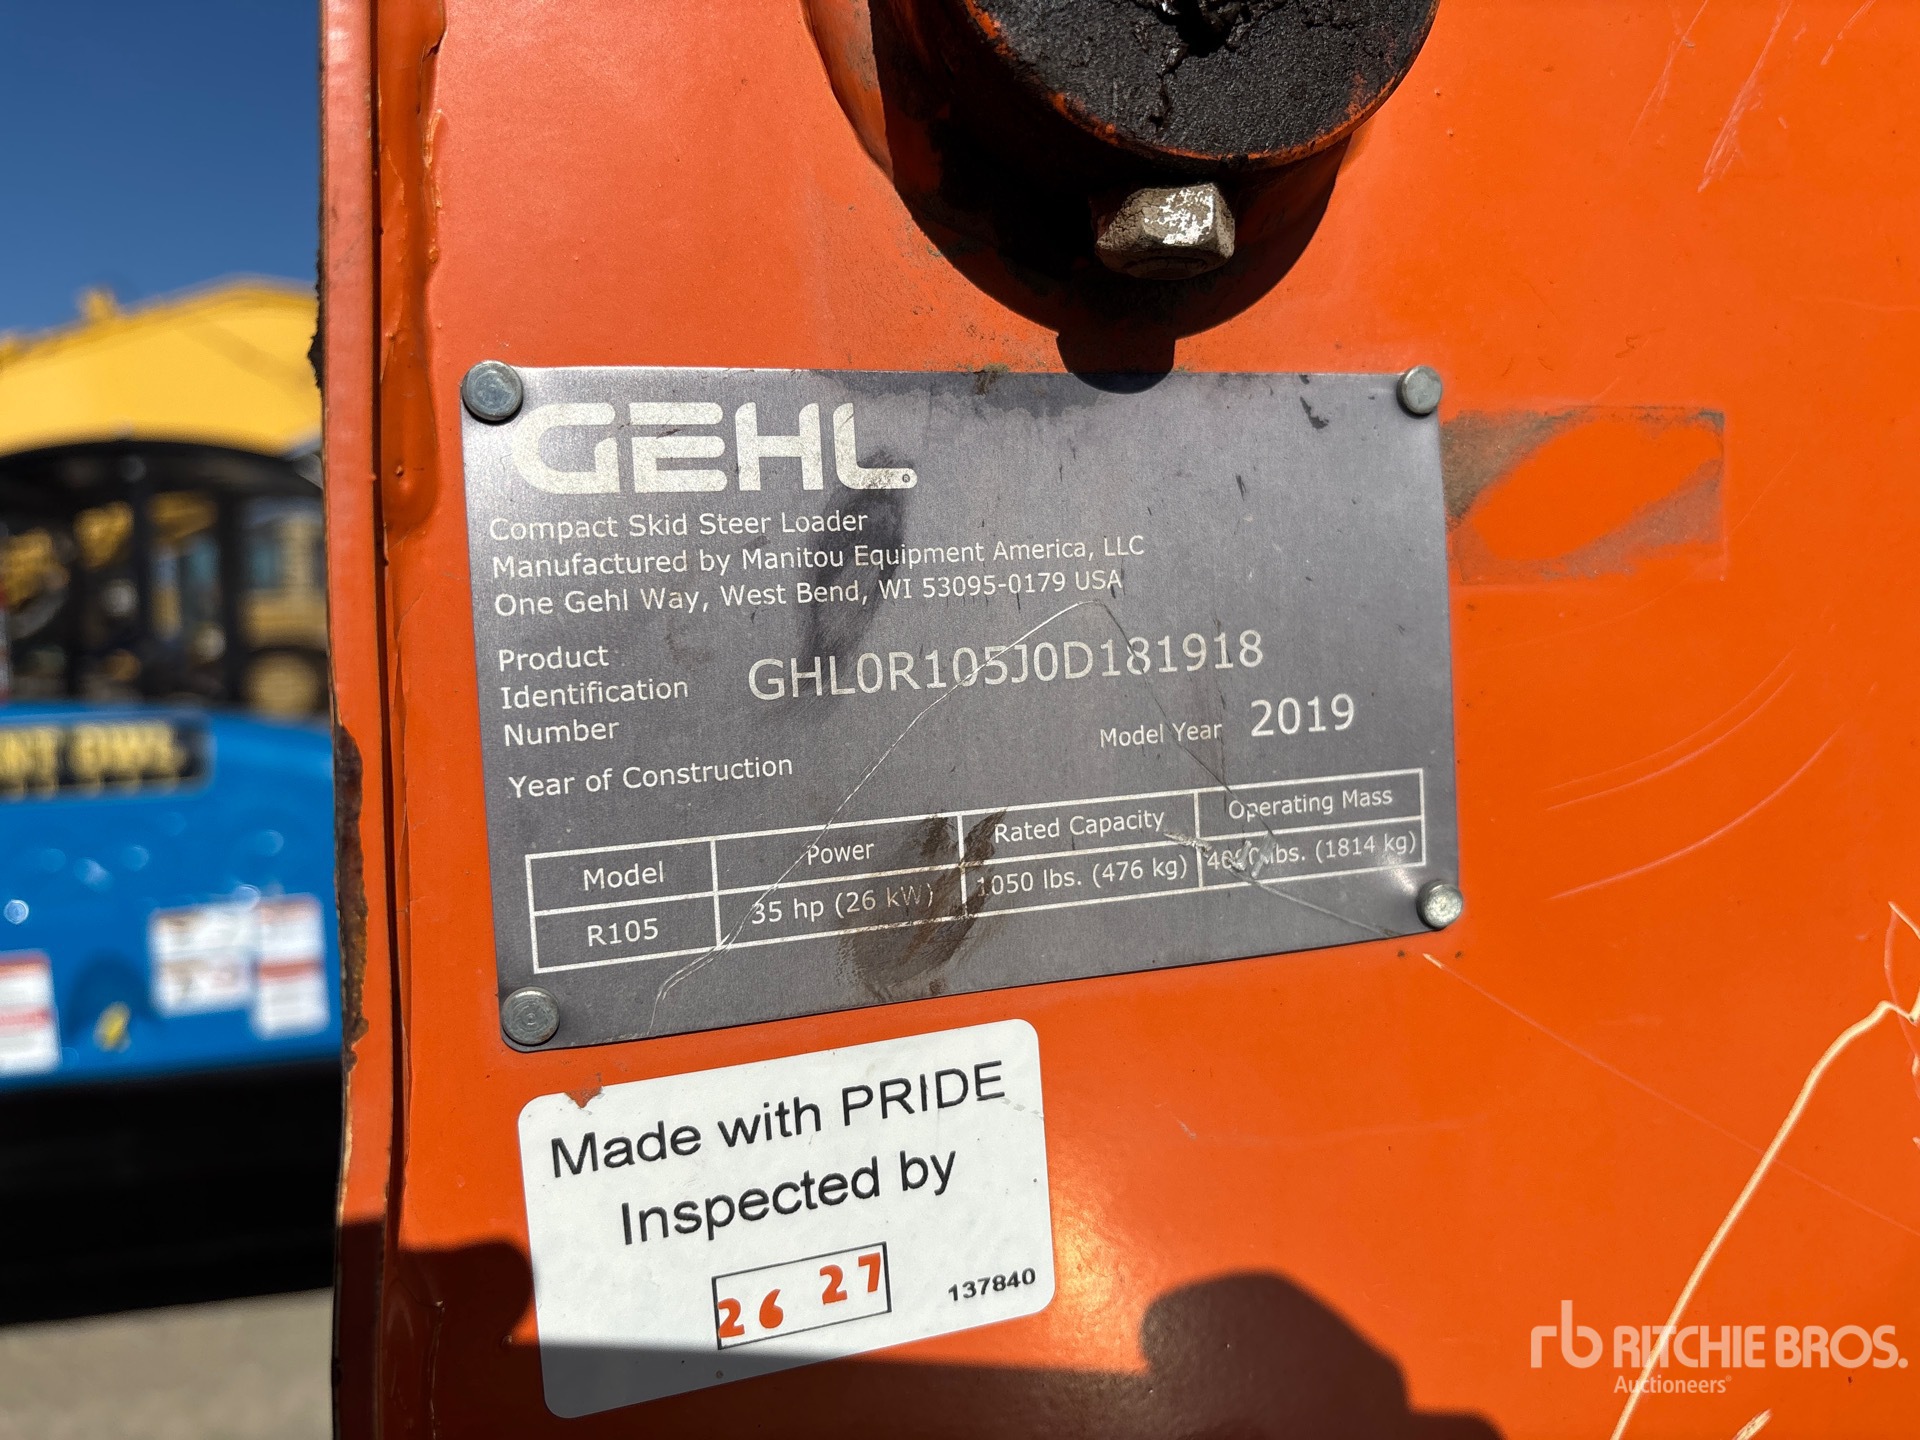 GEHL
Compact Skid Steer Loader
Manufactured by Manitou Equipment America, LLC
One Gehl Way, West Bend, WI 53095-0179 USA
Product
Identification
Number
GHL0R105J0D181918
Model Year 2019
Year of Construction
Model Power Rated Capacity Operating Mass
R105 35 hp (26 kW) 1050 lbs. (476 kg) lbs. (1814 kg)
Made with PRIDE
Inspected by
26 27
137840
rb RITCHIE BROS.
Auctioneers